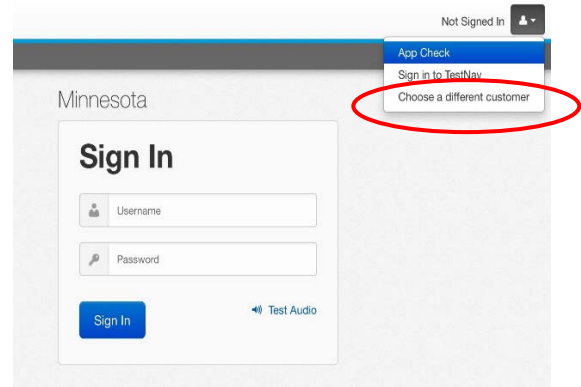 Not Signed In
App Check
Sign in to TestNav
Choose a different customer
Minnesota
Sign In
Username
Password
Sign In
Test Audio